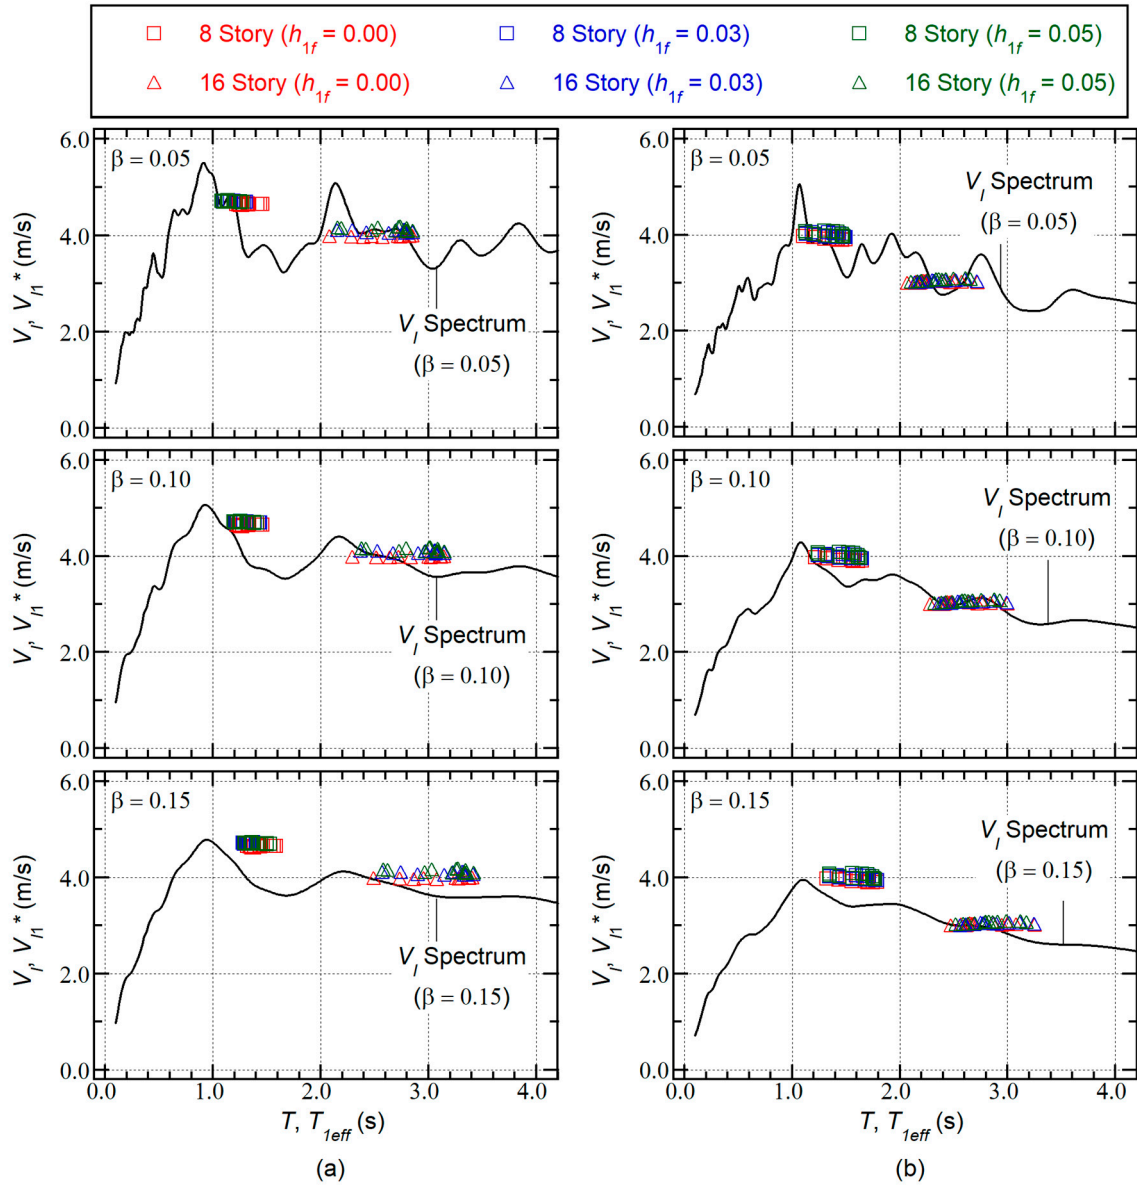 8 Story (h1f = 0.00) 8 Story (h1f = 0.03) 8 Story (h1f = 0.05)
16 Story (h1f = 0.00) 16 Story (h1f = 0.03) 16 Story (h1f = 0.05)
6.0
β = 0.05
4.0
2.0
0.0
VI, VI1* (m/s)
VI Spectrum
(β = 0.05)
6.0
β = 0.05
4.0
2.0
0.0
VI, VI1* (m/s)
VI Spectrum
(β = 0.05)
6.0
β = 0.10
4.0
2.0
0.0
VI, VI1* (m/s)
VI Spectrum
(β = 0.10)
6.0
β = 0.10
4.0
2.0
0.0
VI, VI1* (m/s)
VI Spectrum
(β = 0.10)
6.0
β = 0.15
4.0
2.0
0.0
VI, VI1* (m/s)
VI Spectrum
(β = 0.15)
0.0 1.0 2.0 3.0 4.0
T, T1eff (s)
(a)
6.0
β = 0.15
4.0
2.0
0.0
VI, VI1* (m/s)
VI Spectrum
(β = 0.15)
0.0 1.0 2.0 3.0 4.0
T, T1eff (s)
(b)